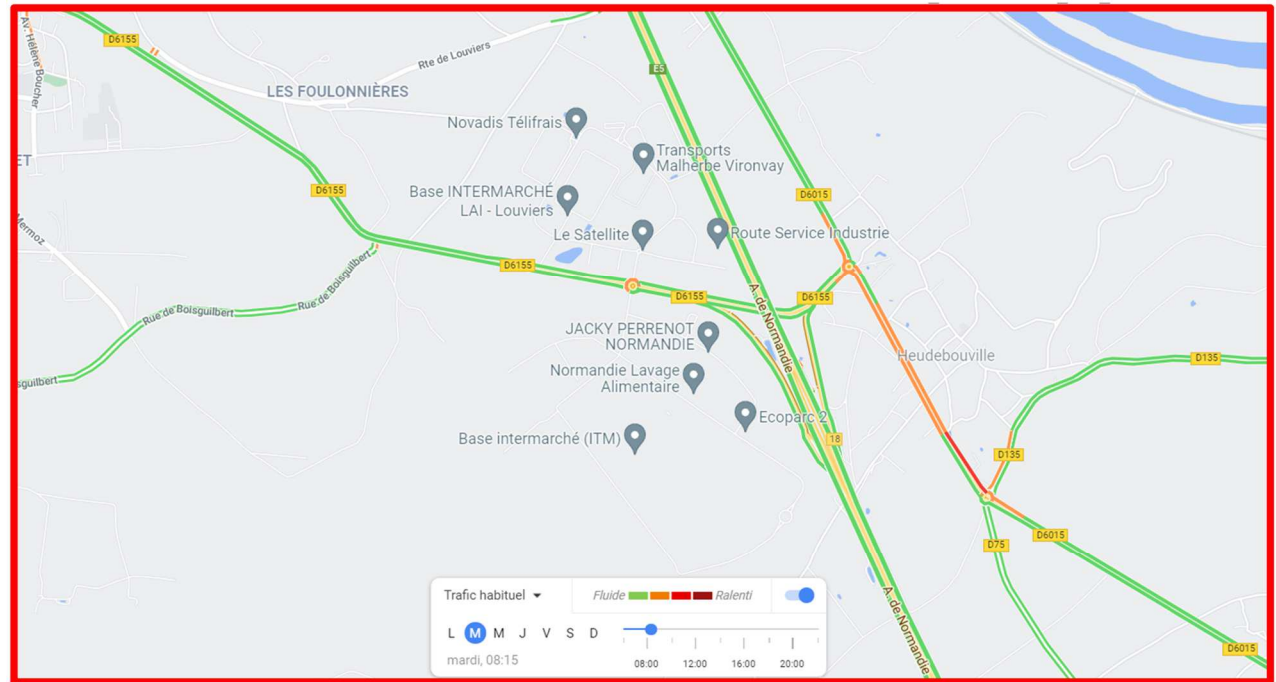 D6155
E5
Av. Hélène Boucher
Rte de Louviers
LES FOULONNIÈRES
Novadis Télifrais
Transports
Malherbe Vironvay
ET
D6155
Base INTERMARCHÉ
LAI - Louviers
D6015
Le Satellite
Route Service Industrie
Mermoz
D6155
D6155
D6155
Rue de Boisguilbert
Rue de Boisguilbert
A. de Normandie
JACKY PERRENOT
NORMANDIE
Heudebouville
D135
Normandie Lavage
Alimentaire
sguilbert
Ecoparc 2
Base intermarché (ITM)
18
D135
D6015
D75
A. de Normandie
D6015
Trafic habituel
Fluide
Ralenti
L M M J V S D
mardi, 08:15
08:00 12:00 16:00 20:00